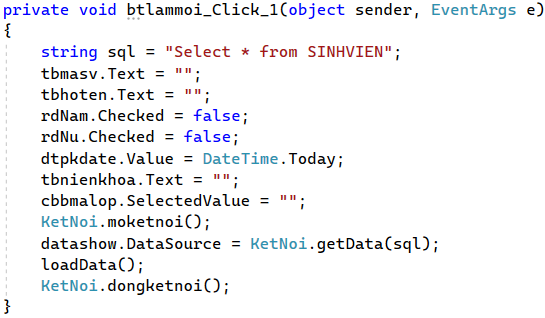 private void btlammoi_Click_1(object sender, EventArgs e)
{
    string sql = "Select * from SINHVIEN";
    tbmasv.Text = "";
    tbhoten.Text = "";
    rdNam.Checked = false;
    rdNu.Checked = false;
    dtpkdate.Value = DateTime.Today;
    tbnienkhoa.Text = "";
    cbbmalop.SelectedValue = "";
    KetNoi.moketnoi();
    datashow.DataSource = KetNoi.getData(sql);
    loadData();
    KetNoi.dongketnoi();
}